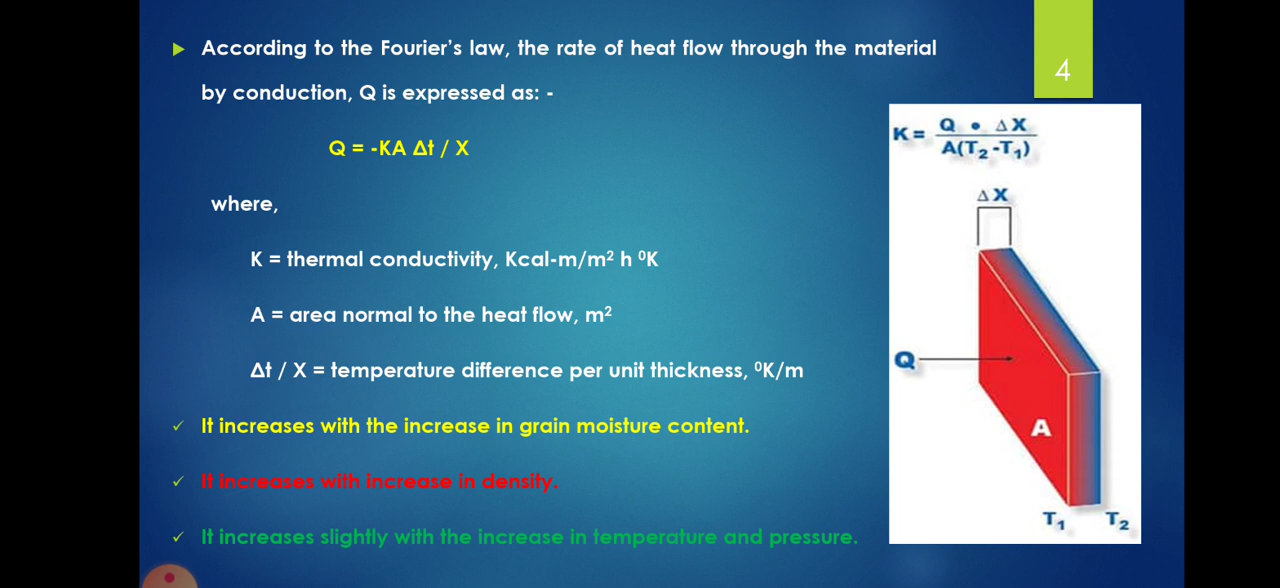 According to the Fourier's law, the rate of heat flow through the material
by conduction, Q is expressed as: -
Q = -KA Δt / X
where,
K = thermal conductivity, Kcal-m/m² h ⁰K
A = area normal to the heat flow, m²
Δt / X = temperature difference per unit thickness, ⁰K/m
It increases with the increase in grain moisture content.
It increases with increase in density.
It increases slightly with the increase in temperature and pressure.
4
K = Q • ΔX
A(T₂-T₁)
ΔX
Q
A
T₁ T₂